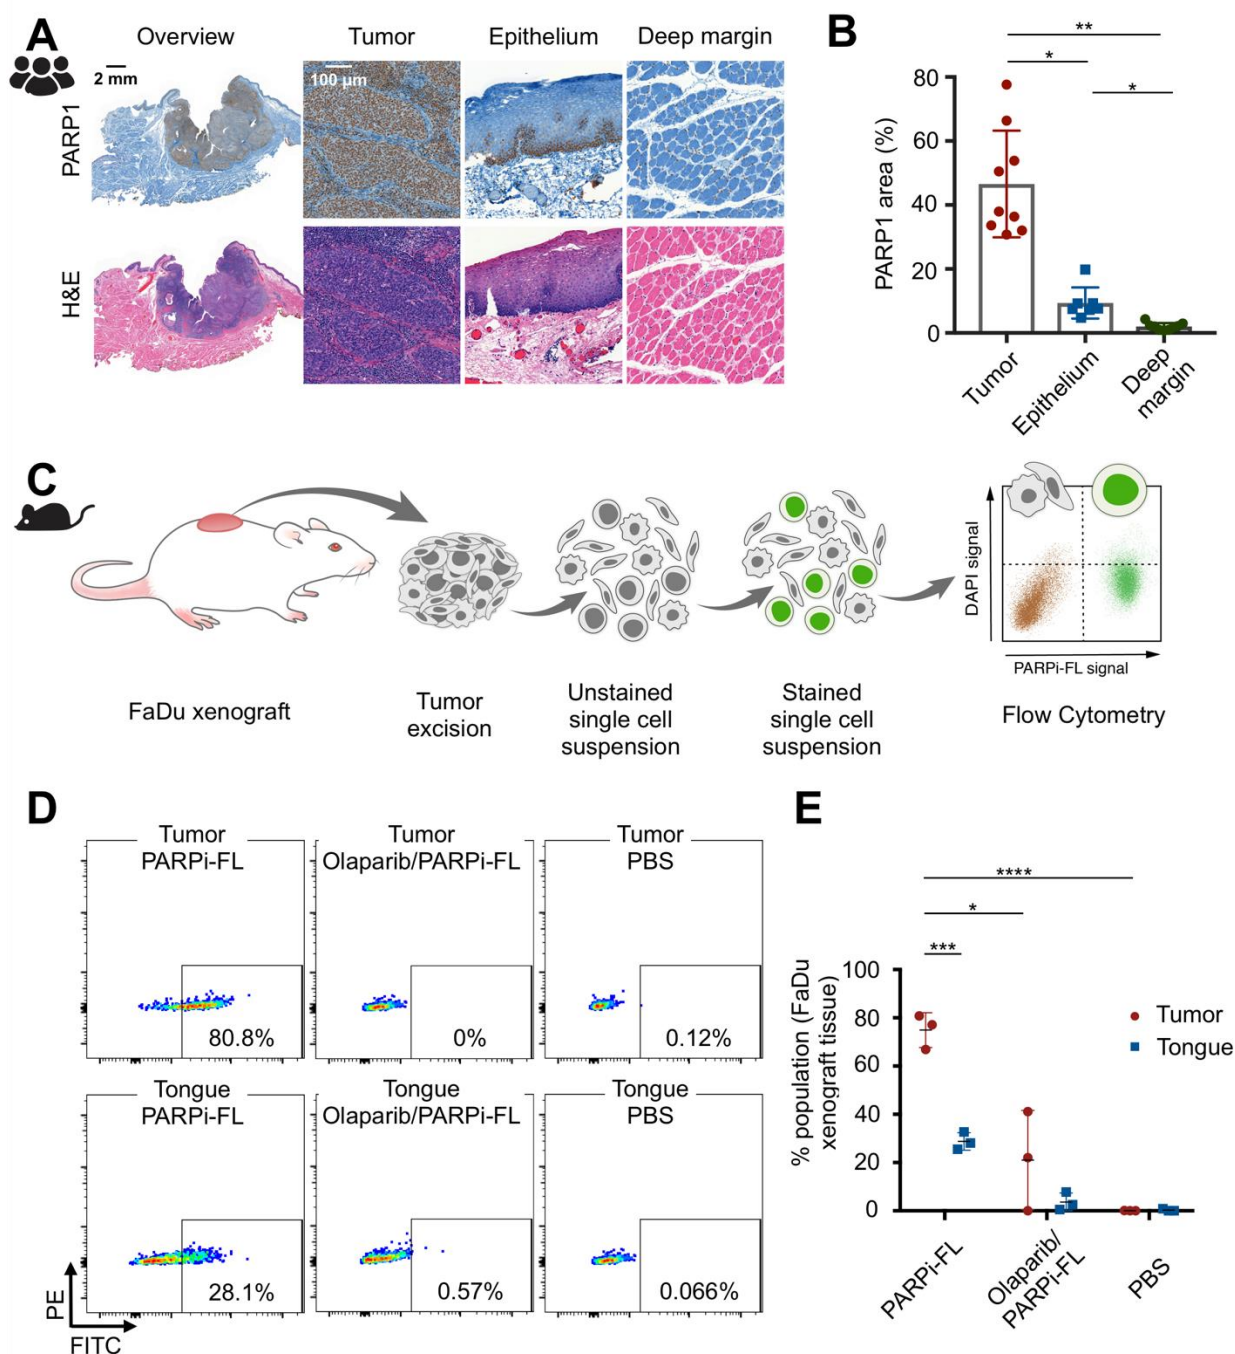 A
Overview
Tumor
Epithelium
Deep margin
2 mm
100 µm
PARP1
H&E
B
**
*
*
PARP1 area (%)
80
60
40
20
0
Tumor
Epithelium
Deep
margin
C
DAPI signal
PARPi-FL signal
FaDu xenograft
Tumor
excision
Unstained
single cell
suspension
Stained
single cell
suspension
Flow Cytometry
D
Tumor
PARPi-FL
80.8%
Tumor
Olaparib/PARPi-FL
0%
Tumor
PBS
0.12%
Tongue
PARPi-FL
28.1%
Tongue
Olaparib/PARPi-FL
0.57%
Tongue
PBS
0.066%
PE
FITC
E
****
*
***
% population (FaDu
xenograft tissue)
100
80
60
40
20
0
Tumor
Tongue
PARPi-FL
Olaparib/
PARPi-FL
PBS